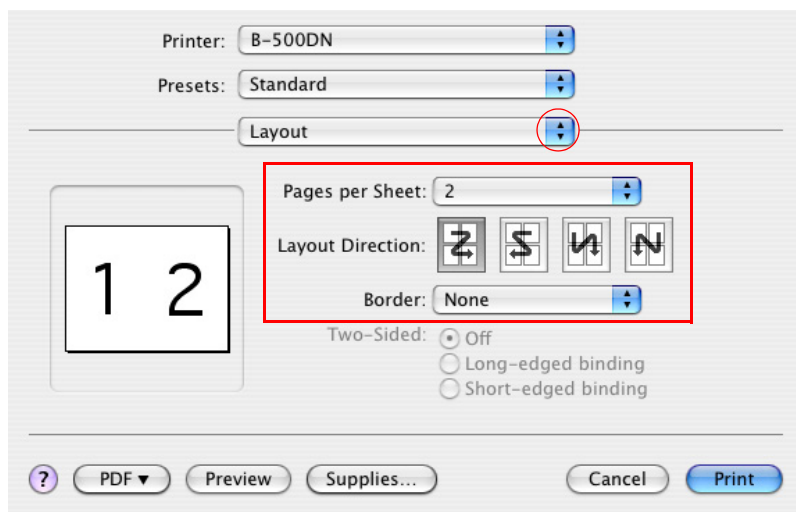 Printer: B-500DN
Presets: Standard
Layout
Pages per Sheet: 2
Layout Direction:
Border: None
Two-Sided: Off
Long-edged binding
Short-edged binding
1 2
? PDF▼ Preview Supplies... Cancel Print